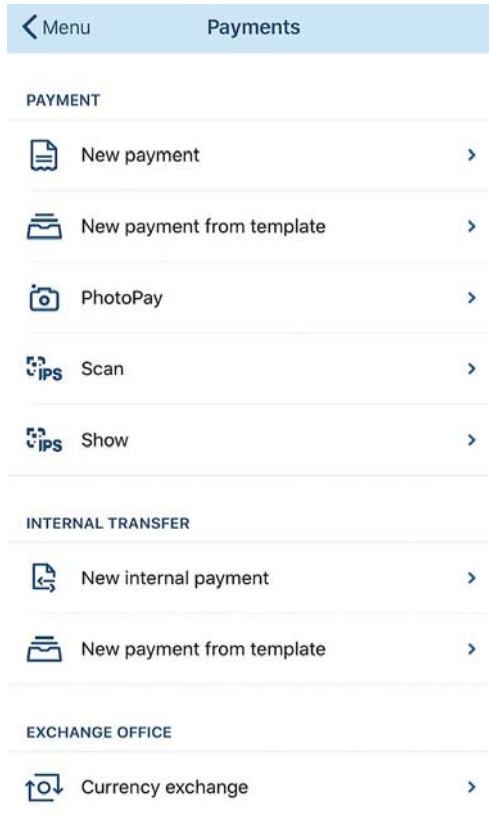 Menu
Payments
PAYMENT
New payment
New payment from template
PhotoPay
IPS Scan
IPS Show
INTERNAL TRANSFER
New internal payment
New payment from template
EXCHANGE OFFICE
Currency exchange